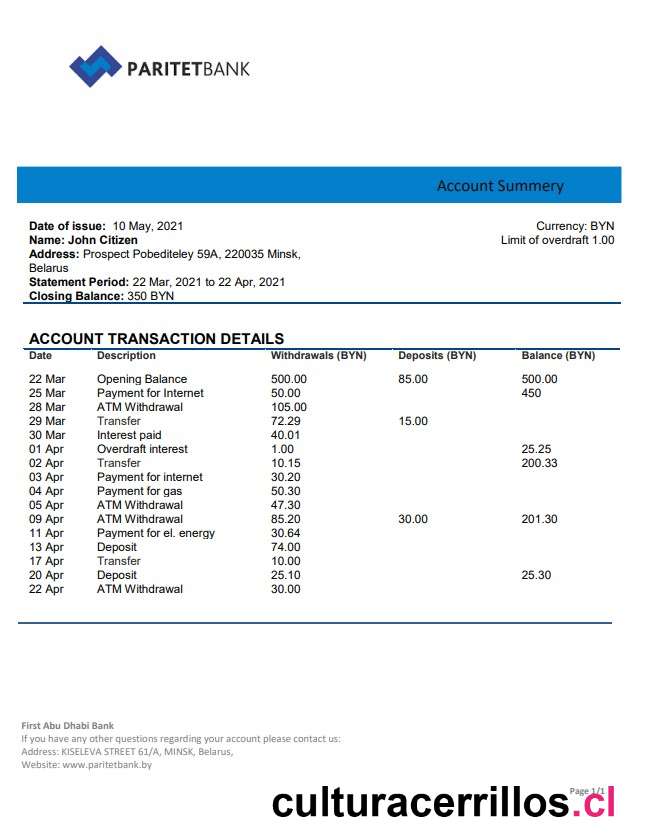 PARITETBANK
Account Summery
Date of issue: 10 May, 2021 Currency: BYN
Name: John Citizen Limit of overdraft 1.00
Address: Prospect Pobediteley 59A, 220035 Minsk,
Belarus
Statement Period: 22 Mar, 2021 to 22 Apr, 2021
Closing Balance: 350 BYN
ACCOUNT TRANSACTION DETAILS
Date Description Withdrawals (BYN) Deposits (BYN) Balance (BYN)
22 Mar Opening Balance 500.00 85.00 500.00
25 Mar Payment for Internet 50.00 450
28 Mar ATM Withdrawal 105.00
29 Mar Transfer 72.29 15.00
30 Mar Interest paid 40.01
01 Apr Overdraft interest 1.00 25.25
02 Apr Transfer 10.15 200.33
03 Apr Payment for internet 30.20
04 Apr Payment for gas 50.30
05 Apr ATM Withdrawal 47.30
09 Apr ATM Withdrawal 85.20 30.00 201.30
11 Apr Payment for el. energy 30.64
13 Apr Deposit 74.00
17 Apr Transfer 10.00
20 Apr Deposit 25.10 25.30
22 Apr ATM Withdrawal 30.00
First Abu Dhabi Bank
If you have any other questions regarding your account please contact us:
Address: KISELEVA STREET 61/A, MINSK, Belarus,
Website: www.paritetbank.by
Page 1/1
culturacerrillos.cl